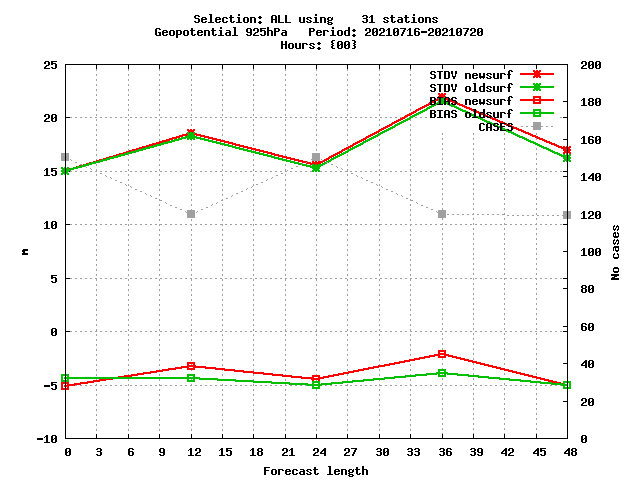 Selection: ALL using    31 stations
Geopotential 925hPa   Period: 20210716-20210720
Hours: {00}
STDV newsurf
STDV oldsurf
BIAS newsurf
BIAS oldsurf
CASES
25
20
15
10
5
0
-5
-10
m
200
180
160
140
120
100
80
60
40
20
0
No cases
0 3 6 9 12 15 18 21 24 27 30 33 36 39 42 45 48
Forecast length